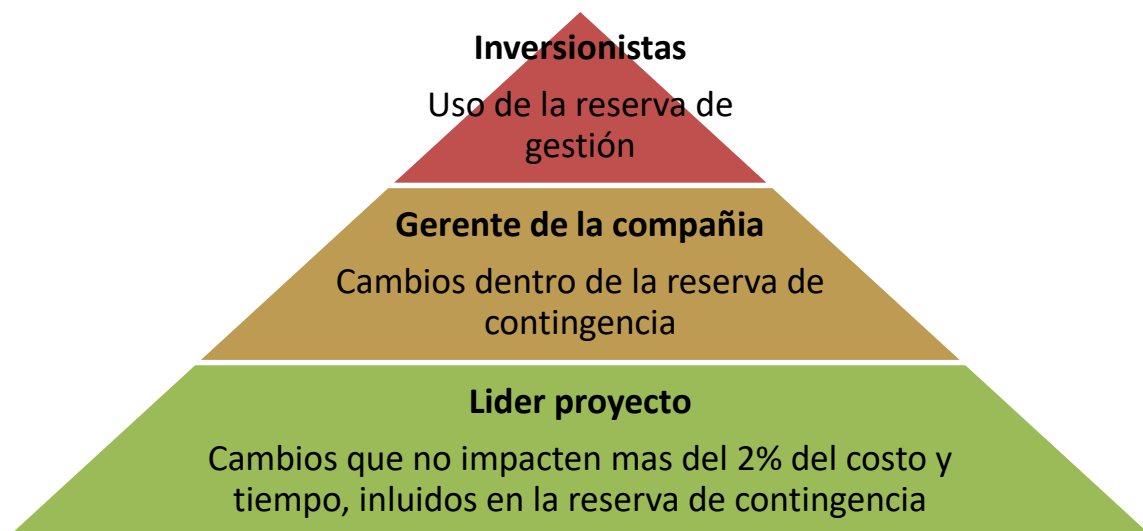 Inversionistas
Uso de la reserva de
gestión
Gerente de la compañia
Cambios dentro de la reserva de
contingencia
Lider proyecto
Cambios que no impacten mas del 2% del costo y
tiempo, inluidos en la reserva de contingencia